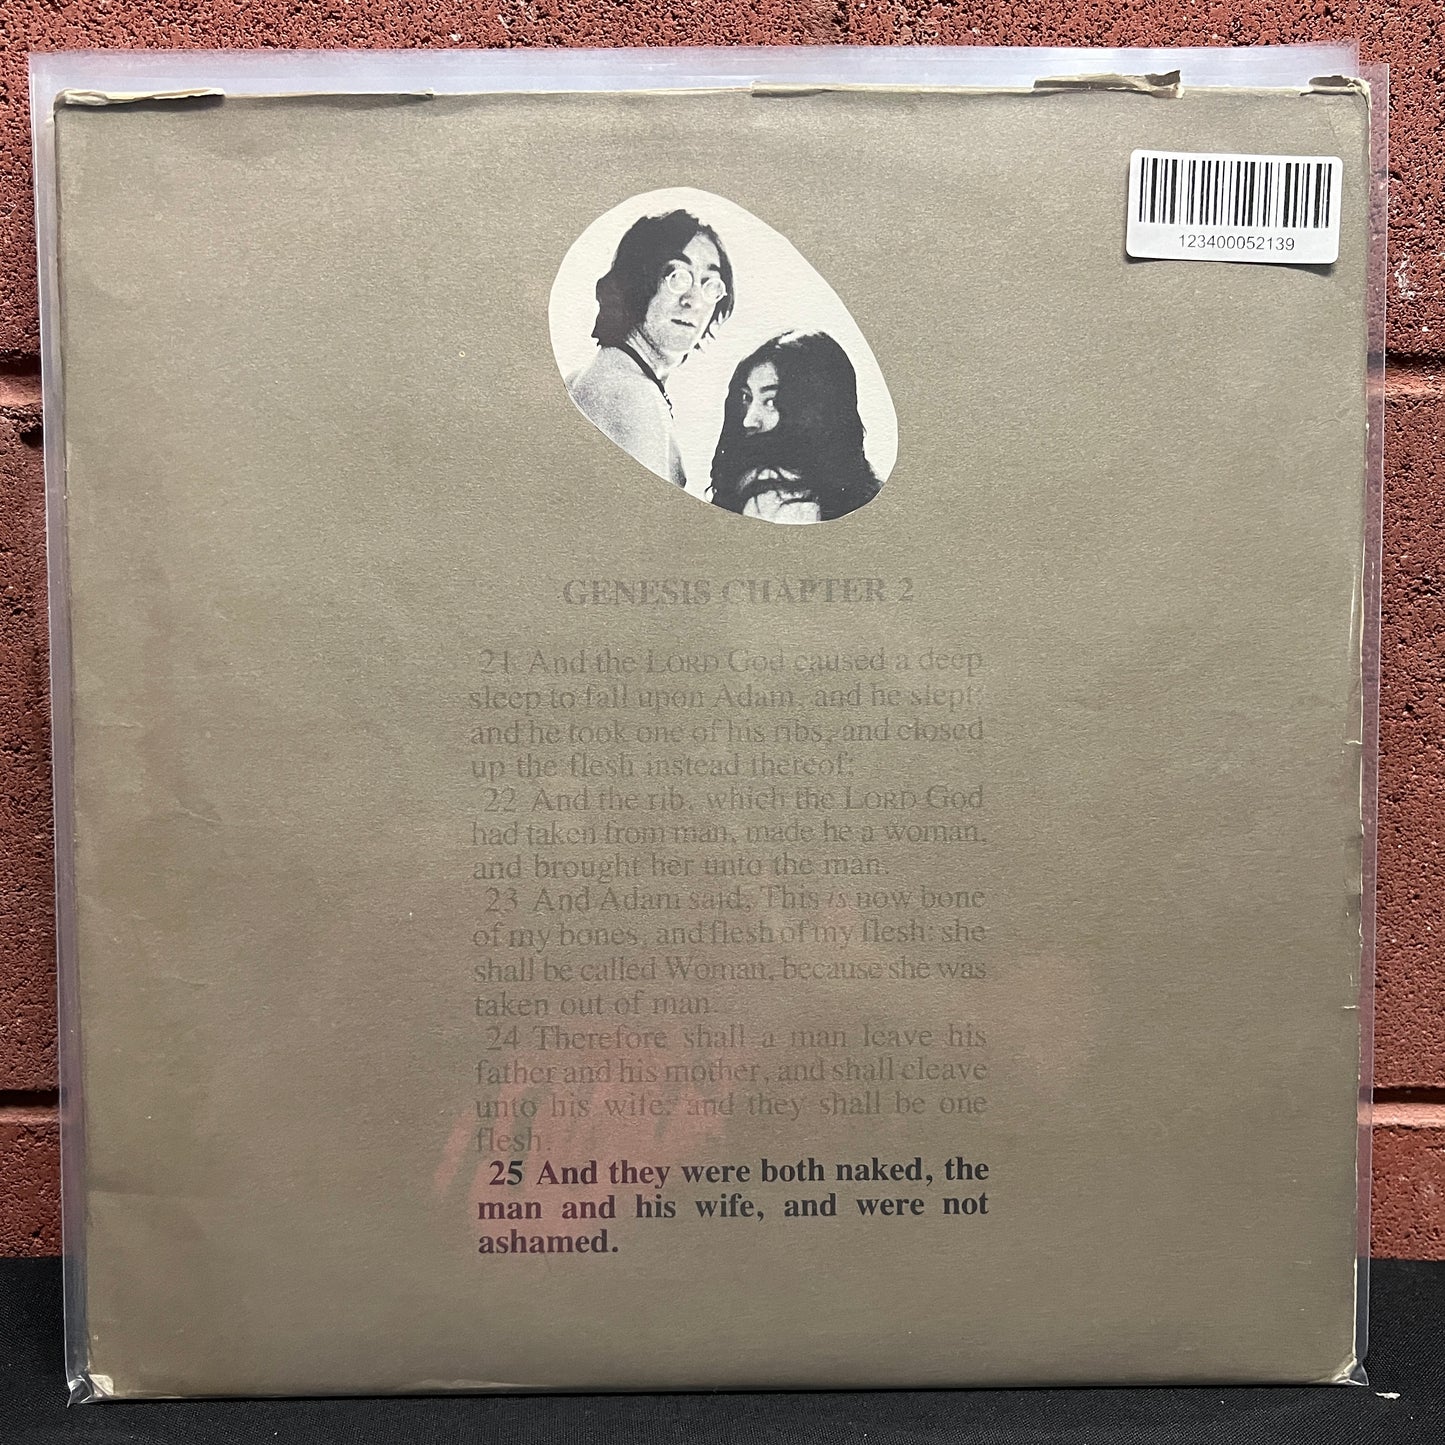 123400052139
GENESIS CHAPTER 2
21 And the LORD God caused a deep
sleep to fall upon Adam, and he slept:
and he took one of his ribs, and closed
up the flesh instead thereof;
22 And the rib, which the LORD God
had taken from man, made he a woman,
and brought her unto the man.
23 And Adam said, This is now bone
of my bones, and flesh of my flesh: she
shall be called Woman, because she was
taken out of man.
24 Therefore shall a man leave his
father and his mother, and shall cleave
unto his wife: and they shall be one
flesh.
25 And they were both naked, the
man and his wife, and were not
ashamed.